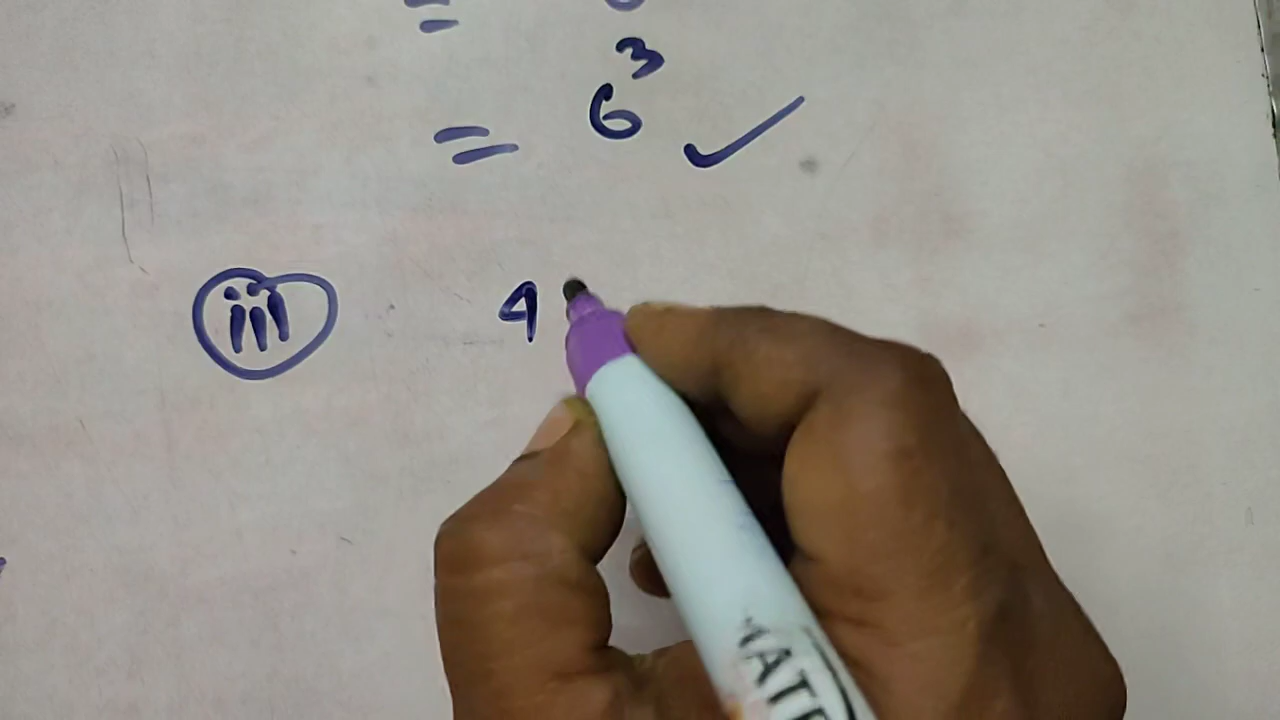 =
= 6³ ✓
iii 4